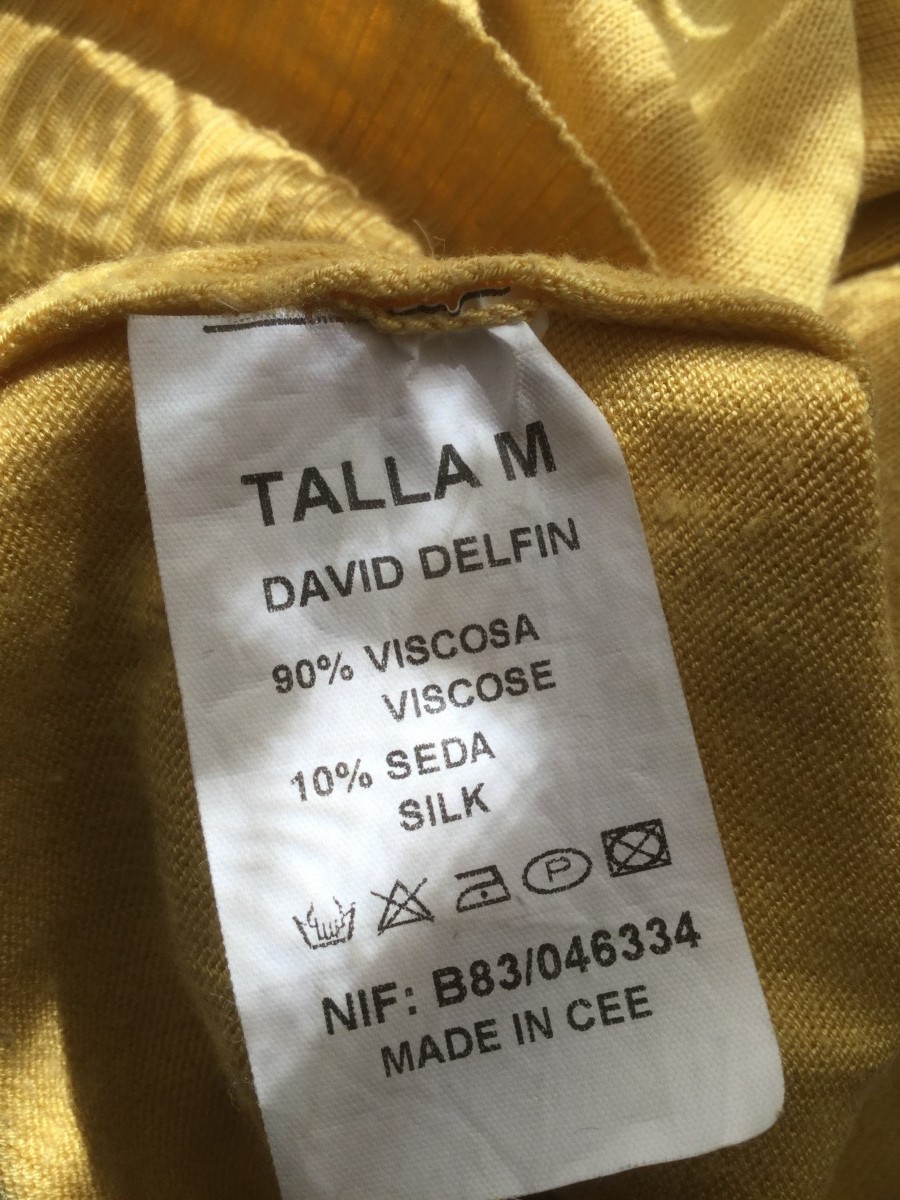 TALLA M
DAVID DELFIN
90% VISCOSA
VISCOSE
10% SEDA
SILK
P
NIF: B83/046334
MADE IN CEE